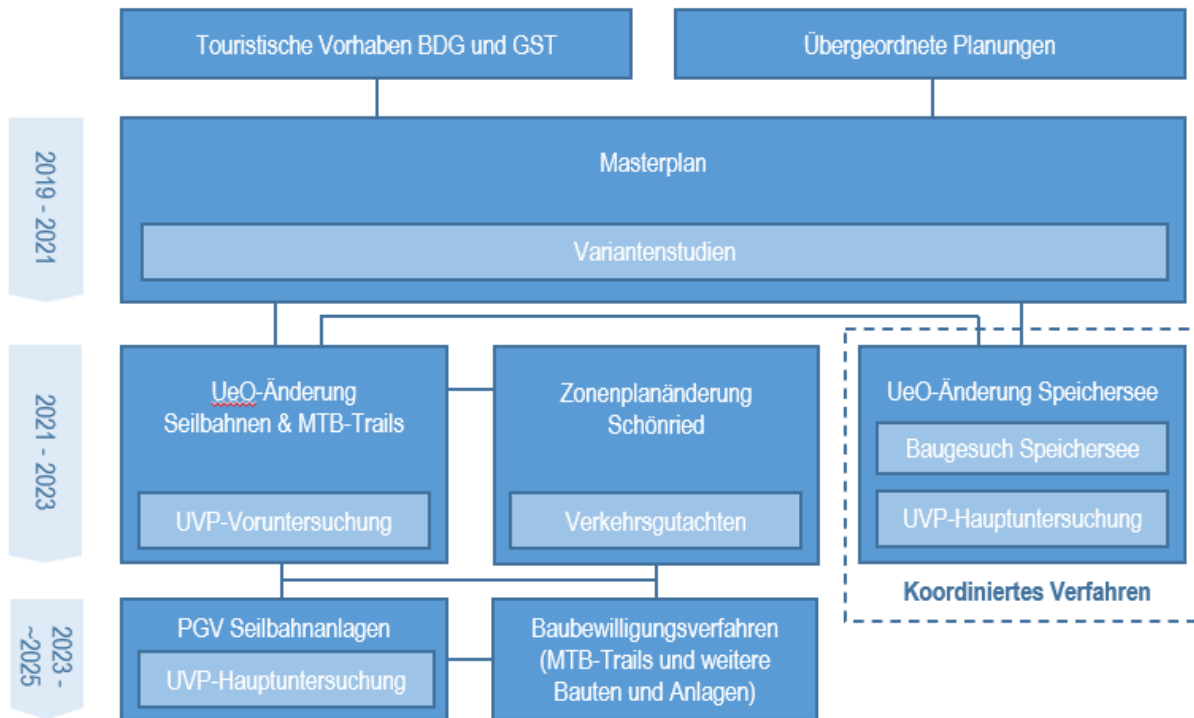 Touristische Vorhaben BDG und GST
Übergeordnete Planungen
2019 - 2021
Masterplan
Variantenstudien
2021 - 2023
UeO-Änderung
Seilbahnen & MTB-Trails
UVP-Voruntersuchung
Zonenplanänderung
Schönried
Verkehrsgutachten
UeO-Änderung Speichersee
Baugesuch Speichersee
UVP-Hauptuntersuchung
Koordiniertes Verfahren
2023 -
~2025
PGV Seilbahnanlagen
UVP-Hauptuntersuchung
Baubewilligungsverfahren
(MTB-Trails und weitere
Bauten und Anlagen)